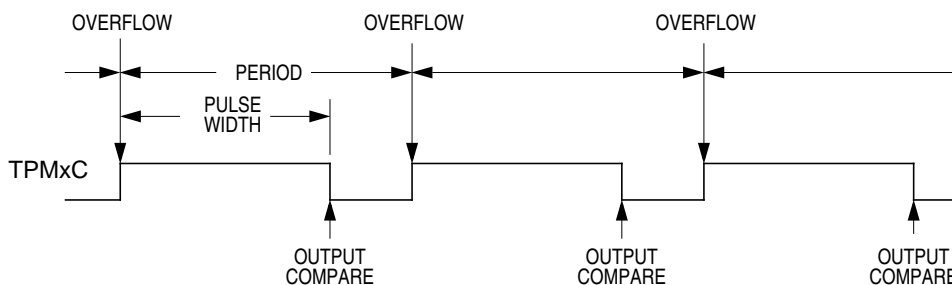 OVERFLOW OVERFLOW OVERFLOW
PERIOD
PULSE
WIDTH
TPMxC
OUTPUT
COMPARE
OUTPUT
COMPARE
OUTPUT
COMPARE